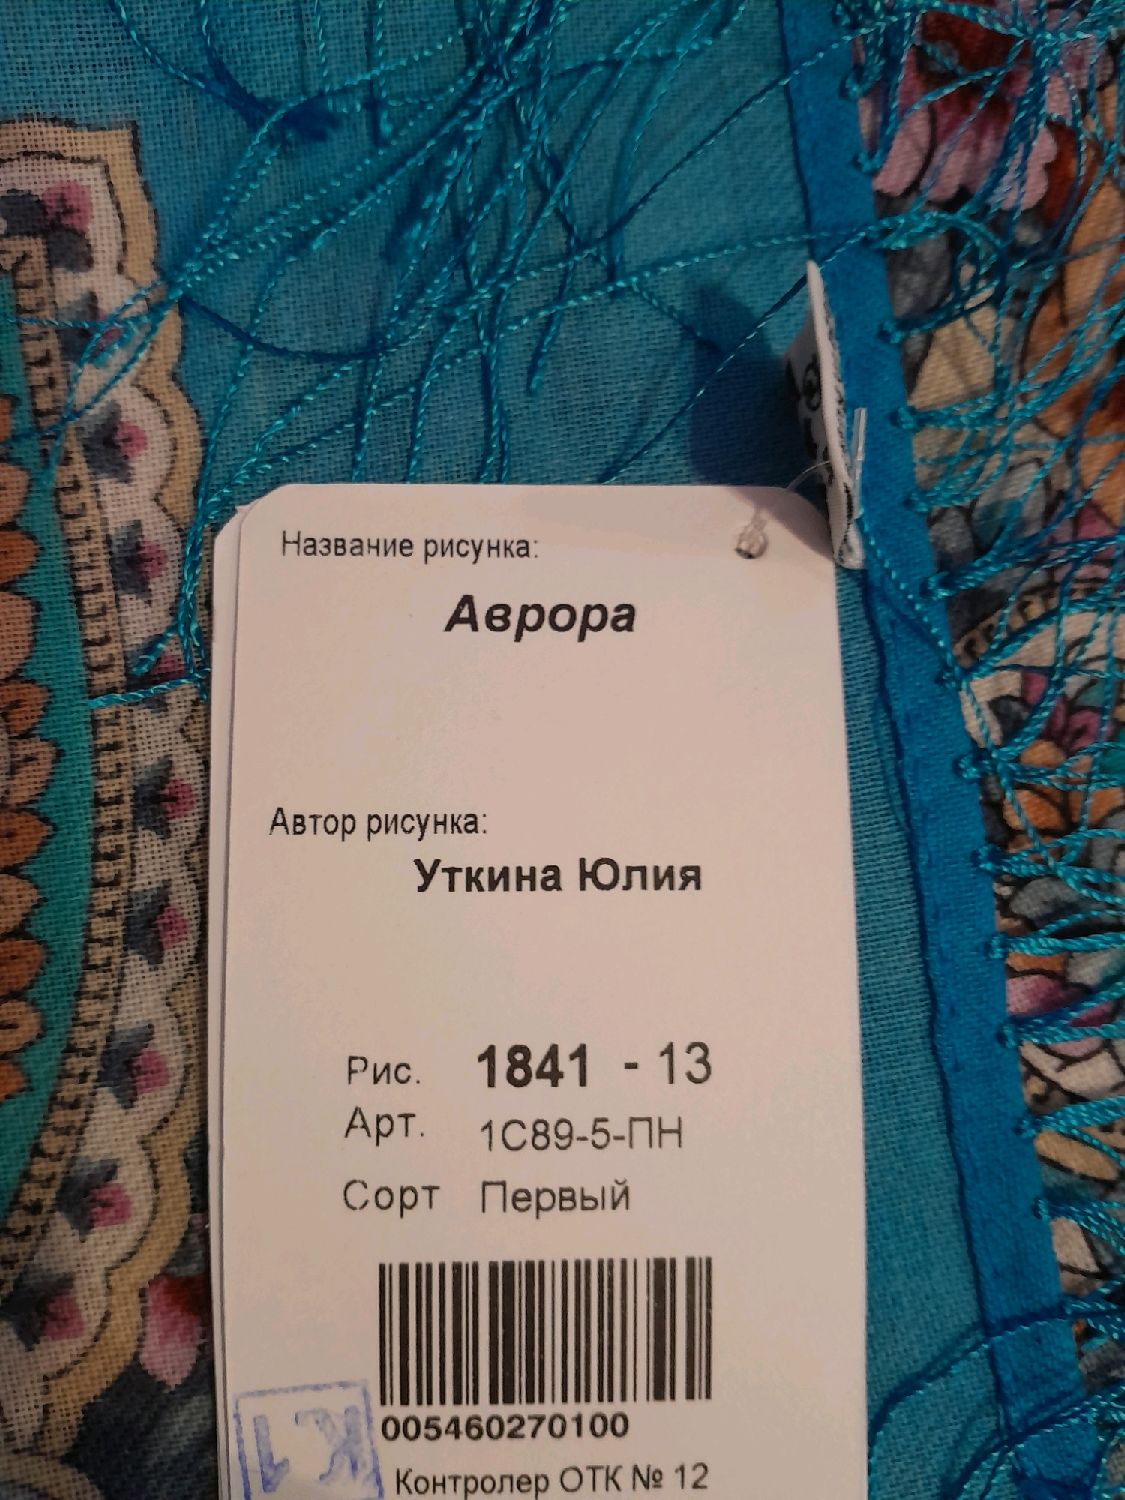 Название рисунка:
Аврора
Автор рисунка:
Уткина Юлия
Рис. 1841 - 13
Арт. 1С89-5-ПН
Сорт Первый
005460270100
Контролер ОТК № 12